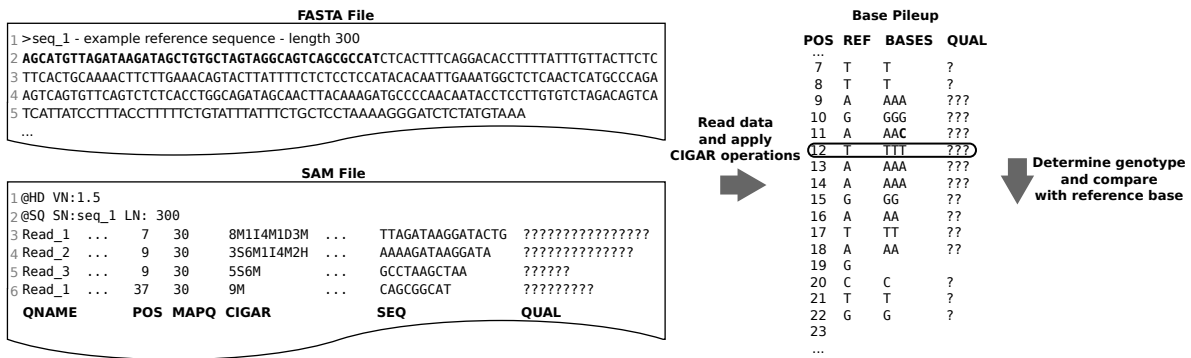 FASTA File
1 >seq_1 - example reference sequence - length 300
2 AGCATGTTAGATAAGATAGCTGTGCTAGTAGGCAGTCAGCGCCATCTCACTTTCAGGACACCTTTTATTTGTTACTTCTC
3 TTCACTGCAAAACTTCTTGAAACAGTACTTATTTTCTCTCCTCCATACACAATTGAAATGGCTCTCAACTCATGCCCAGA
4 AGTCAGTGTTCAGTCTCTCACCTGGCAGATAGCAACTTACAAAGATGCCCCAACAATACCTCCTTGTGTCTAGACAGTCA
5 TCATTATCCTTTACCTTTTTCTGTATTTATTTCTGCTCCTAAAAGGGATCTCTATGTAAA
...
SAM File
1 @HD VN:1.5
2 @SQ SN:seq_1 LN: 300
3 Read_1 ... 7 30 8M1I4M1D3M ... TTAGATAAGGATACTG ????????????????
4 Read_2 ... 9 30 3S6M1I4M2H ... AAAAGATAAGGATA ??????????????
5 Read_3 ... 9 30 5S6M ... GCCTAAGCTAA ??????
6 Read_1 ... 37 30 9M ... CAGCGGCAT ?????????
QNAME POS MAPQ CIGAR SEQ QUAL
Read data
and apply
CIGAR operations
Base Pileup
POS REF BASES QUAL
...
7 T T ?
8 T T ?
9 A AAA ???
10 G GGG ???
11 A AAC ???
12 T TTT ???
13 A AAA ???
14 A AAA ???
15 G GG ??
16 A AA ??
17 T TT ??
18 A AA ??
19 G
20 C C ?
21 T T ?
22 G G ?
23
...
Determine genotype
and compare
with reference base